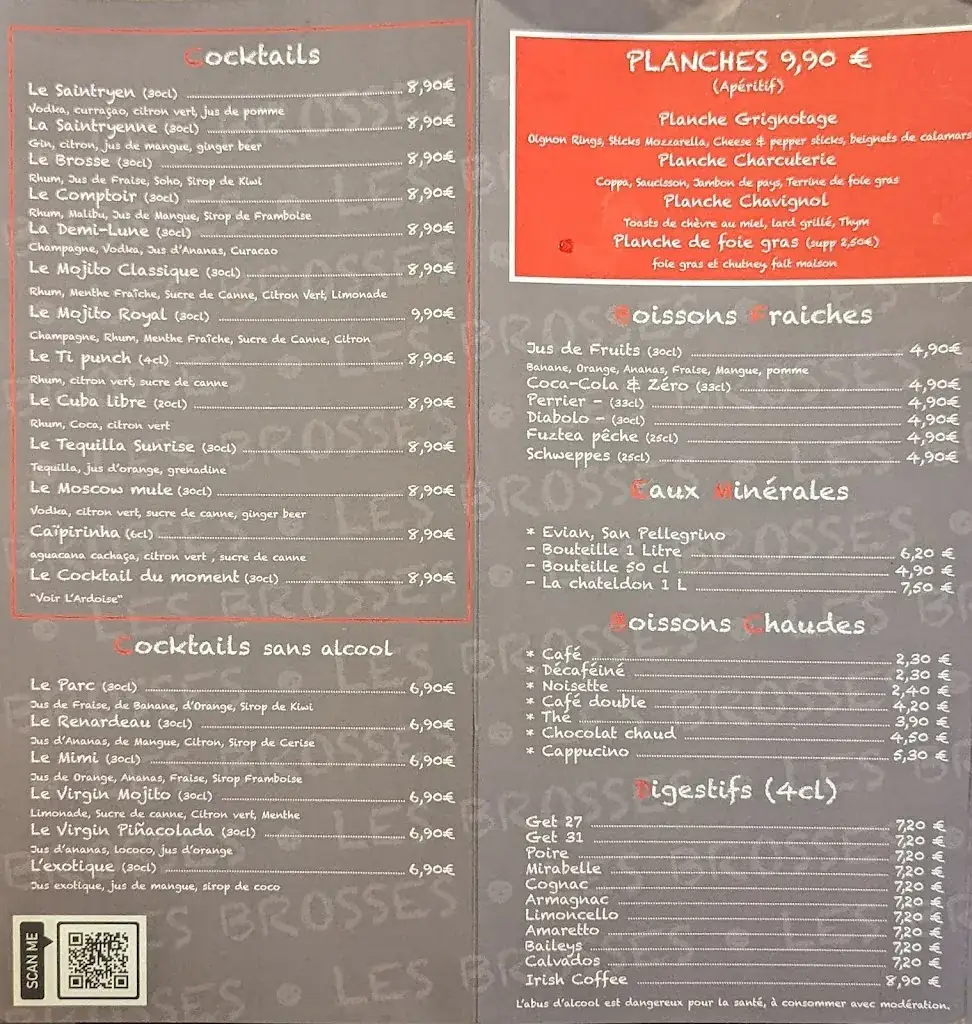 Cocktails
Le Saintryen (30cl) 8,90€
Vodka, curraçao, citron vert, jus de pomme
La Saintryenne (30cl) 8,90€
Gin, citron, jus de mangue, ginger beer
Le Brosse (30cl) 8,90€
Rhum, Jus de Fraise, Soho, Sirop de Kiwi
Le Comptoir (30cl) 8,90€
Rhum, Malibu, Jus de Mangue, Sirop de Framboise
La Demi-Lune (30cl) 8,90€
Champagne, Vodka, Jus d'Ananas, Curacao
Le Mojito Classique (30cl) 8,90€
Rhum, Menthe Fraîche, Sucre de Canne, Citron Vert, Limonade
Le Mojito Royal (30cl) 9,90€
Champagne, Rhum, Menthe Fraîche, Sucre de Canne, Citron
Le Ti punch (4cl) 8,90€
Rhum, citron vert, sucre de canne
Le Cuba libre (20cl) 8,90€
Rhum, Coca, citron vert
Le Tequilla Sunrise (30cl) 8,90€
Tequilla, jus d'orange, grenadine
Le Moscow mule (30cl) 8,90€
Vodka, citron vert, sucre de canne, ginger beer
Caïpirinha (6cl) 8,90€
aguacana cachaça, citron vert , sucre de canne
Le Cocktail du moment (30cl) 8,90€
"Voir L'Ardoise"
Cocktails sans alcool
Le Parc (30cl) 6,90€
Jus de Fraise, de Banane, d'Orange, Sirop de Kiwi
Le Renardeau (30cl) 6,90€
Jus d'Ananas, de Mangue, Citron, Sirop de Cerise
Le Mimi (30cl) 6,90€
Jus de Orange, Ananas, Fraise, Sirop Framboise
Le Virgin Mojito (30cl) 6,90€
Limonade, Sucre de canne, Citron Vert, Menthe
Le Virgin Piñacolada (30cl) 6,90€
Jus d'ananas, lococo, jus d'orange
L'exotique (30cl) 6,90€
Jus exotique, jus de mangue, sirop de coco
SCAN ME
PLANCHES 9,90 €
(Apéritif)
Planche Grignotage
Oignon Rings, Sticks Mozzarella, Cheese & pepper sticks, beignets de calamars
Planche Charcuterie
Coppa, Saucisson, Jambon de pays, Terrine de foie gras
Planche Chavignol
Toasts de chèvre au miel, lard grillé, Thym
Planche de foie gras (supp 2,50€)
foie gras et chutney fait maison
Boissons Fraiches
Jus de Fruits (30cl) 4,90€
Banane, Orange, Ananas, Fraise, Mangue, pomme
Coca-Cola & Zéro (33cl) 4,90€
Perrier - (33cl) 4,90€
Diabolo - (30cl) 4,90€
Fuztea pêche (25cl) 4,90€
Schweppes (25cl) 4,90€
Eaux Minérales
* Evian, San Pellegrino
- Bouteille 1 Litre 6,20 €
- Bouteille 50 cl 4,90 €
- La chateldon 1 L 7,50 €
Boissons Chaudes
* Café 2,30 €
* Décaféiné 2,30 €
* Noisette 2,40 €
* Café double 4,20 €
* Thé 3,90 €
* Chocolat chaud 4,50 €
* Cappucino 5,30 €
Digestifs (4cl)
Get 27 7,20 €
Get 31 7,20 €
Poire 7,20 €
Mirabelle 7,20 €
Cognac 7,20 €
Armagnac 7,20 €
Limoncello 7,20 €
Amaretto 7,20 €
Baileys 7,20 €
Calvados 7,20 €
Irish Coffee 8,90 €
L'abus d'alcool est dangereux pour la santé, à consommer avec modération.